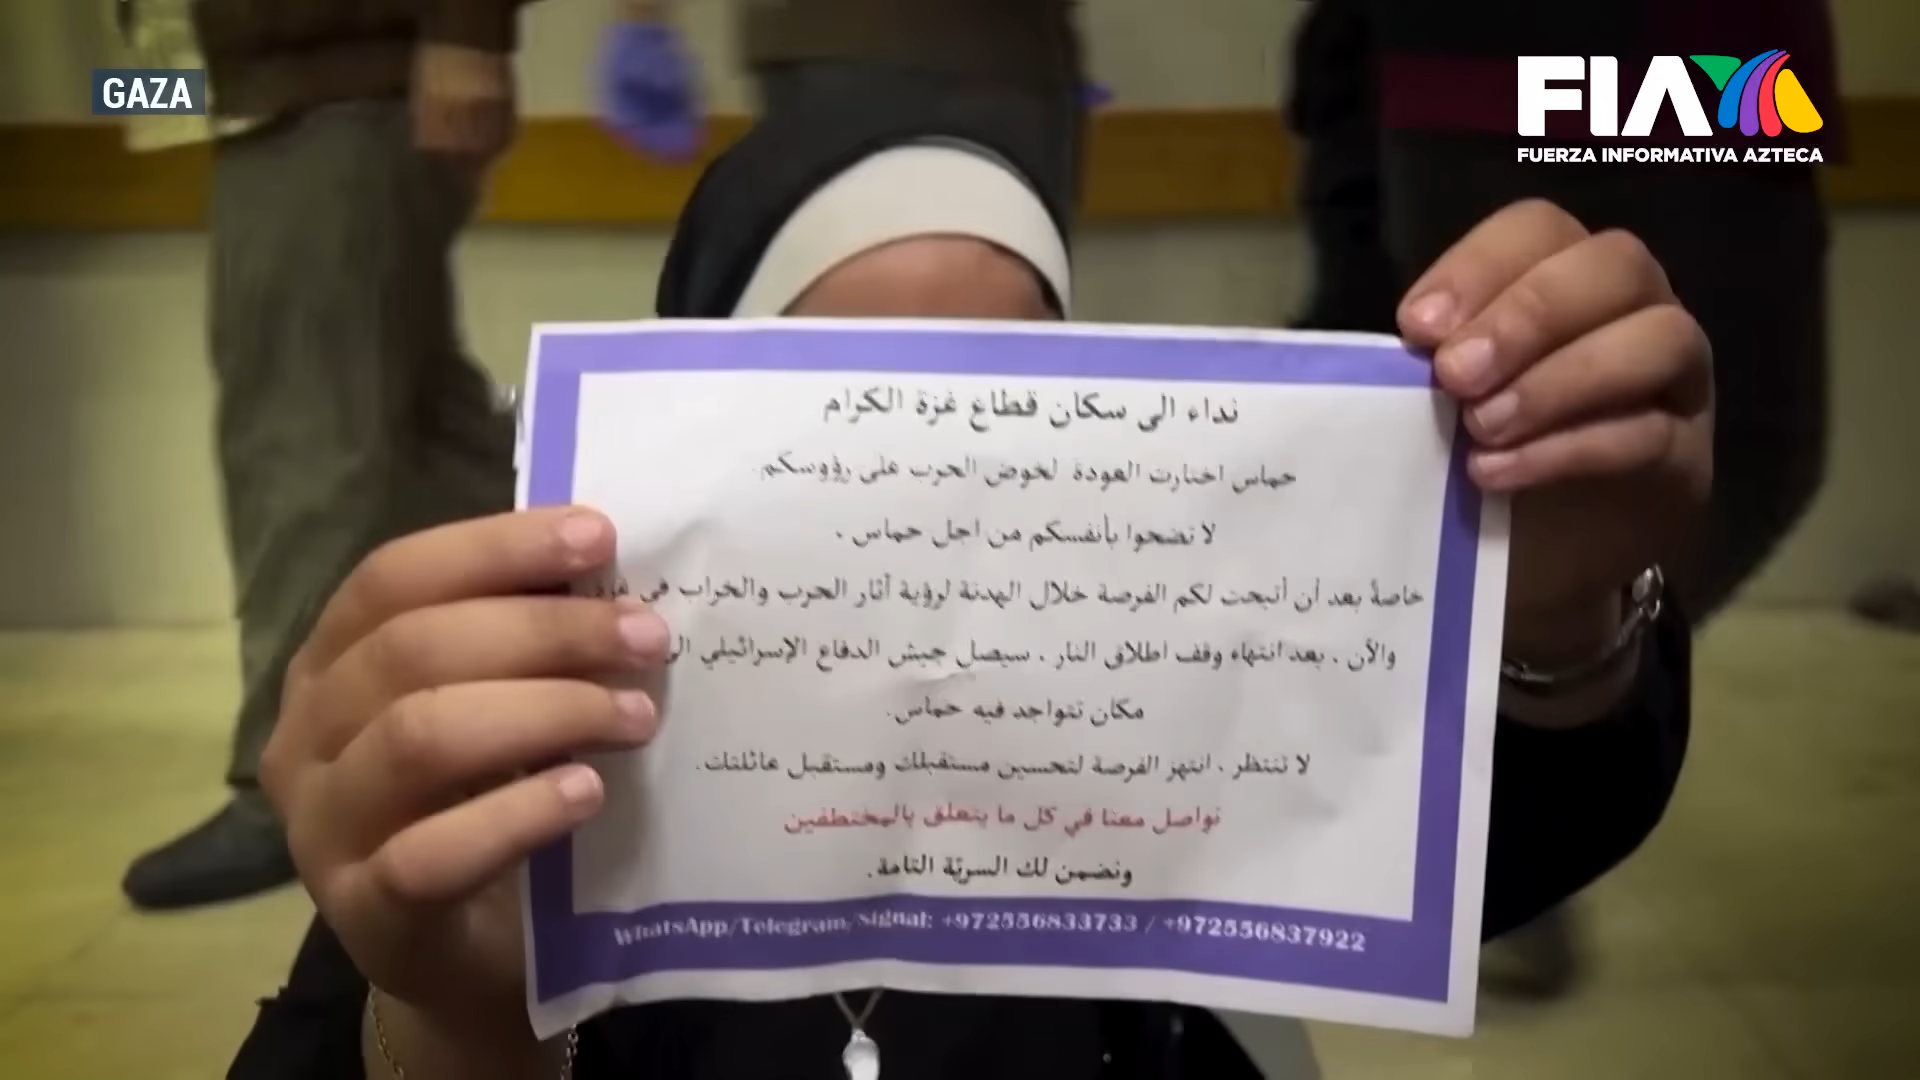 GAZA
FIA
FUERZA INFORMATIVA AZTECA
نداء الى سكان قطاع غزة الكرام
حماس اختارت العودة لخوض الحرب على رؤوسكم.
لا تضحوا بأنفسكم من اجل حماس .
خاصةً بعد أن أتيحت لكم الفرصة خلال الهدنة لرؤية آثار الحرب والخراب في غزة
والآن ، بعد انتهاء وقف اطلاق النار ، سيصل جيش الدفاع الإسرائيلي الى
مكان تتواجد فيه حماس.
لا تنتظر ، انتهز الفرصة لتحسين مستقبلك ومستقبل عائلتك.
تواصل معنا في كل ما يتعلق بالمختطفين
ونضمن لك السريّة التامة.
WhatsApp/Telegram/Signal: +972556833733 / +972556837922